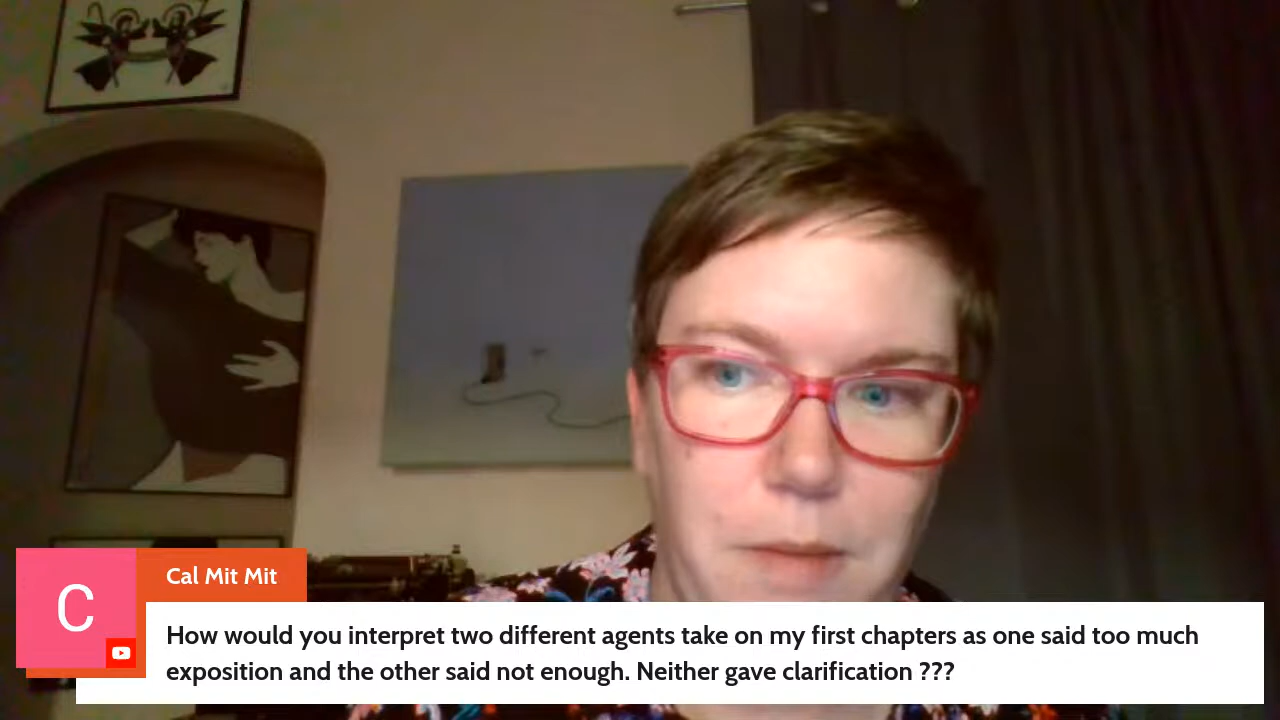 C
Cal Mit Mit
How would you interpret two different agents take on my first chapters as one said too much
exposition and the other said not enough. Neither gave clarification ???